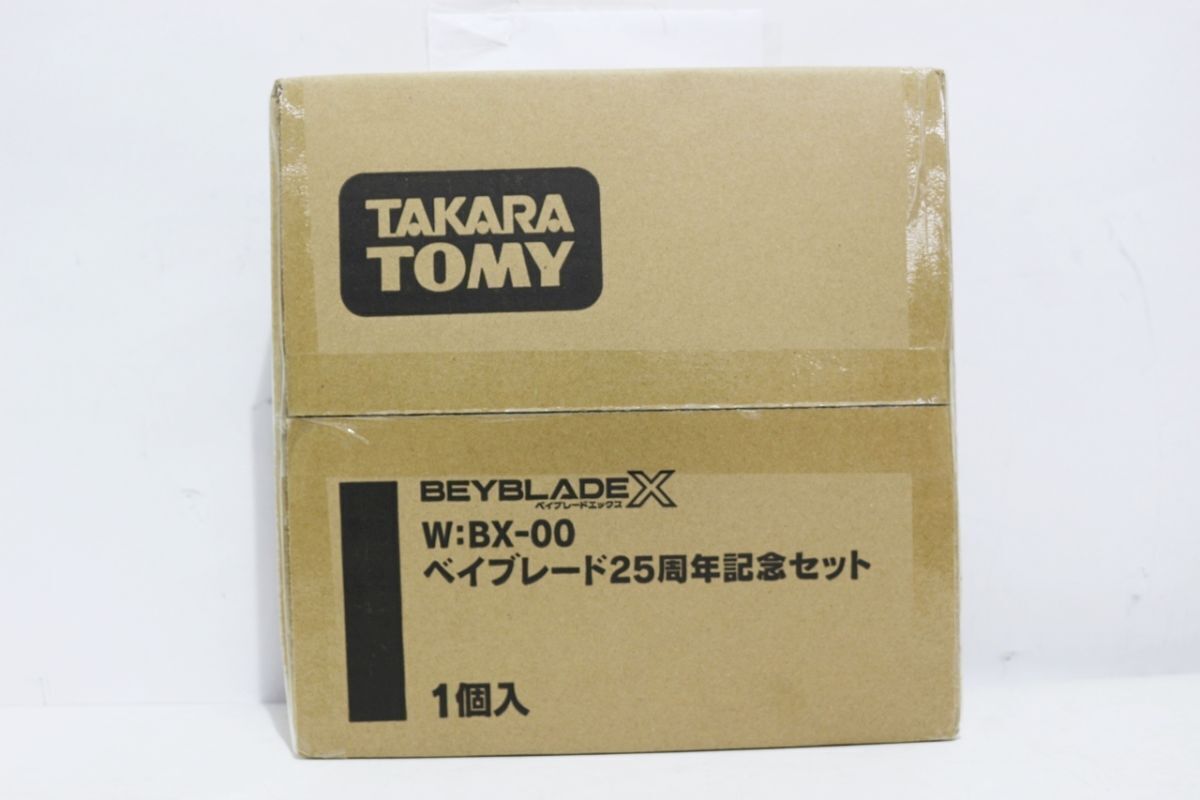 TAKARA
TOMY
BEYBLADE X
ベイブレードエックス
W:BX-00
ベイブレード25周年記念セット
1個入